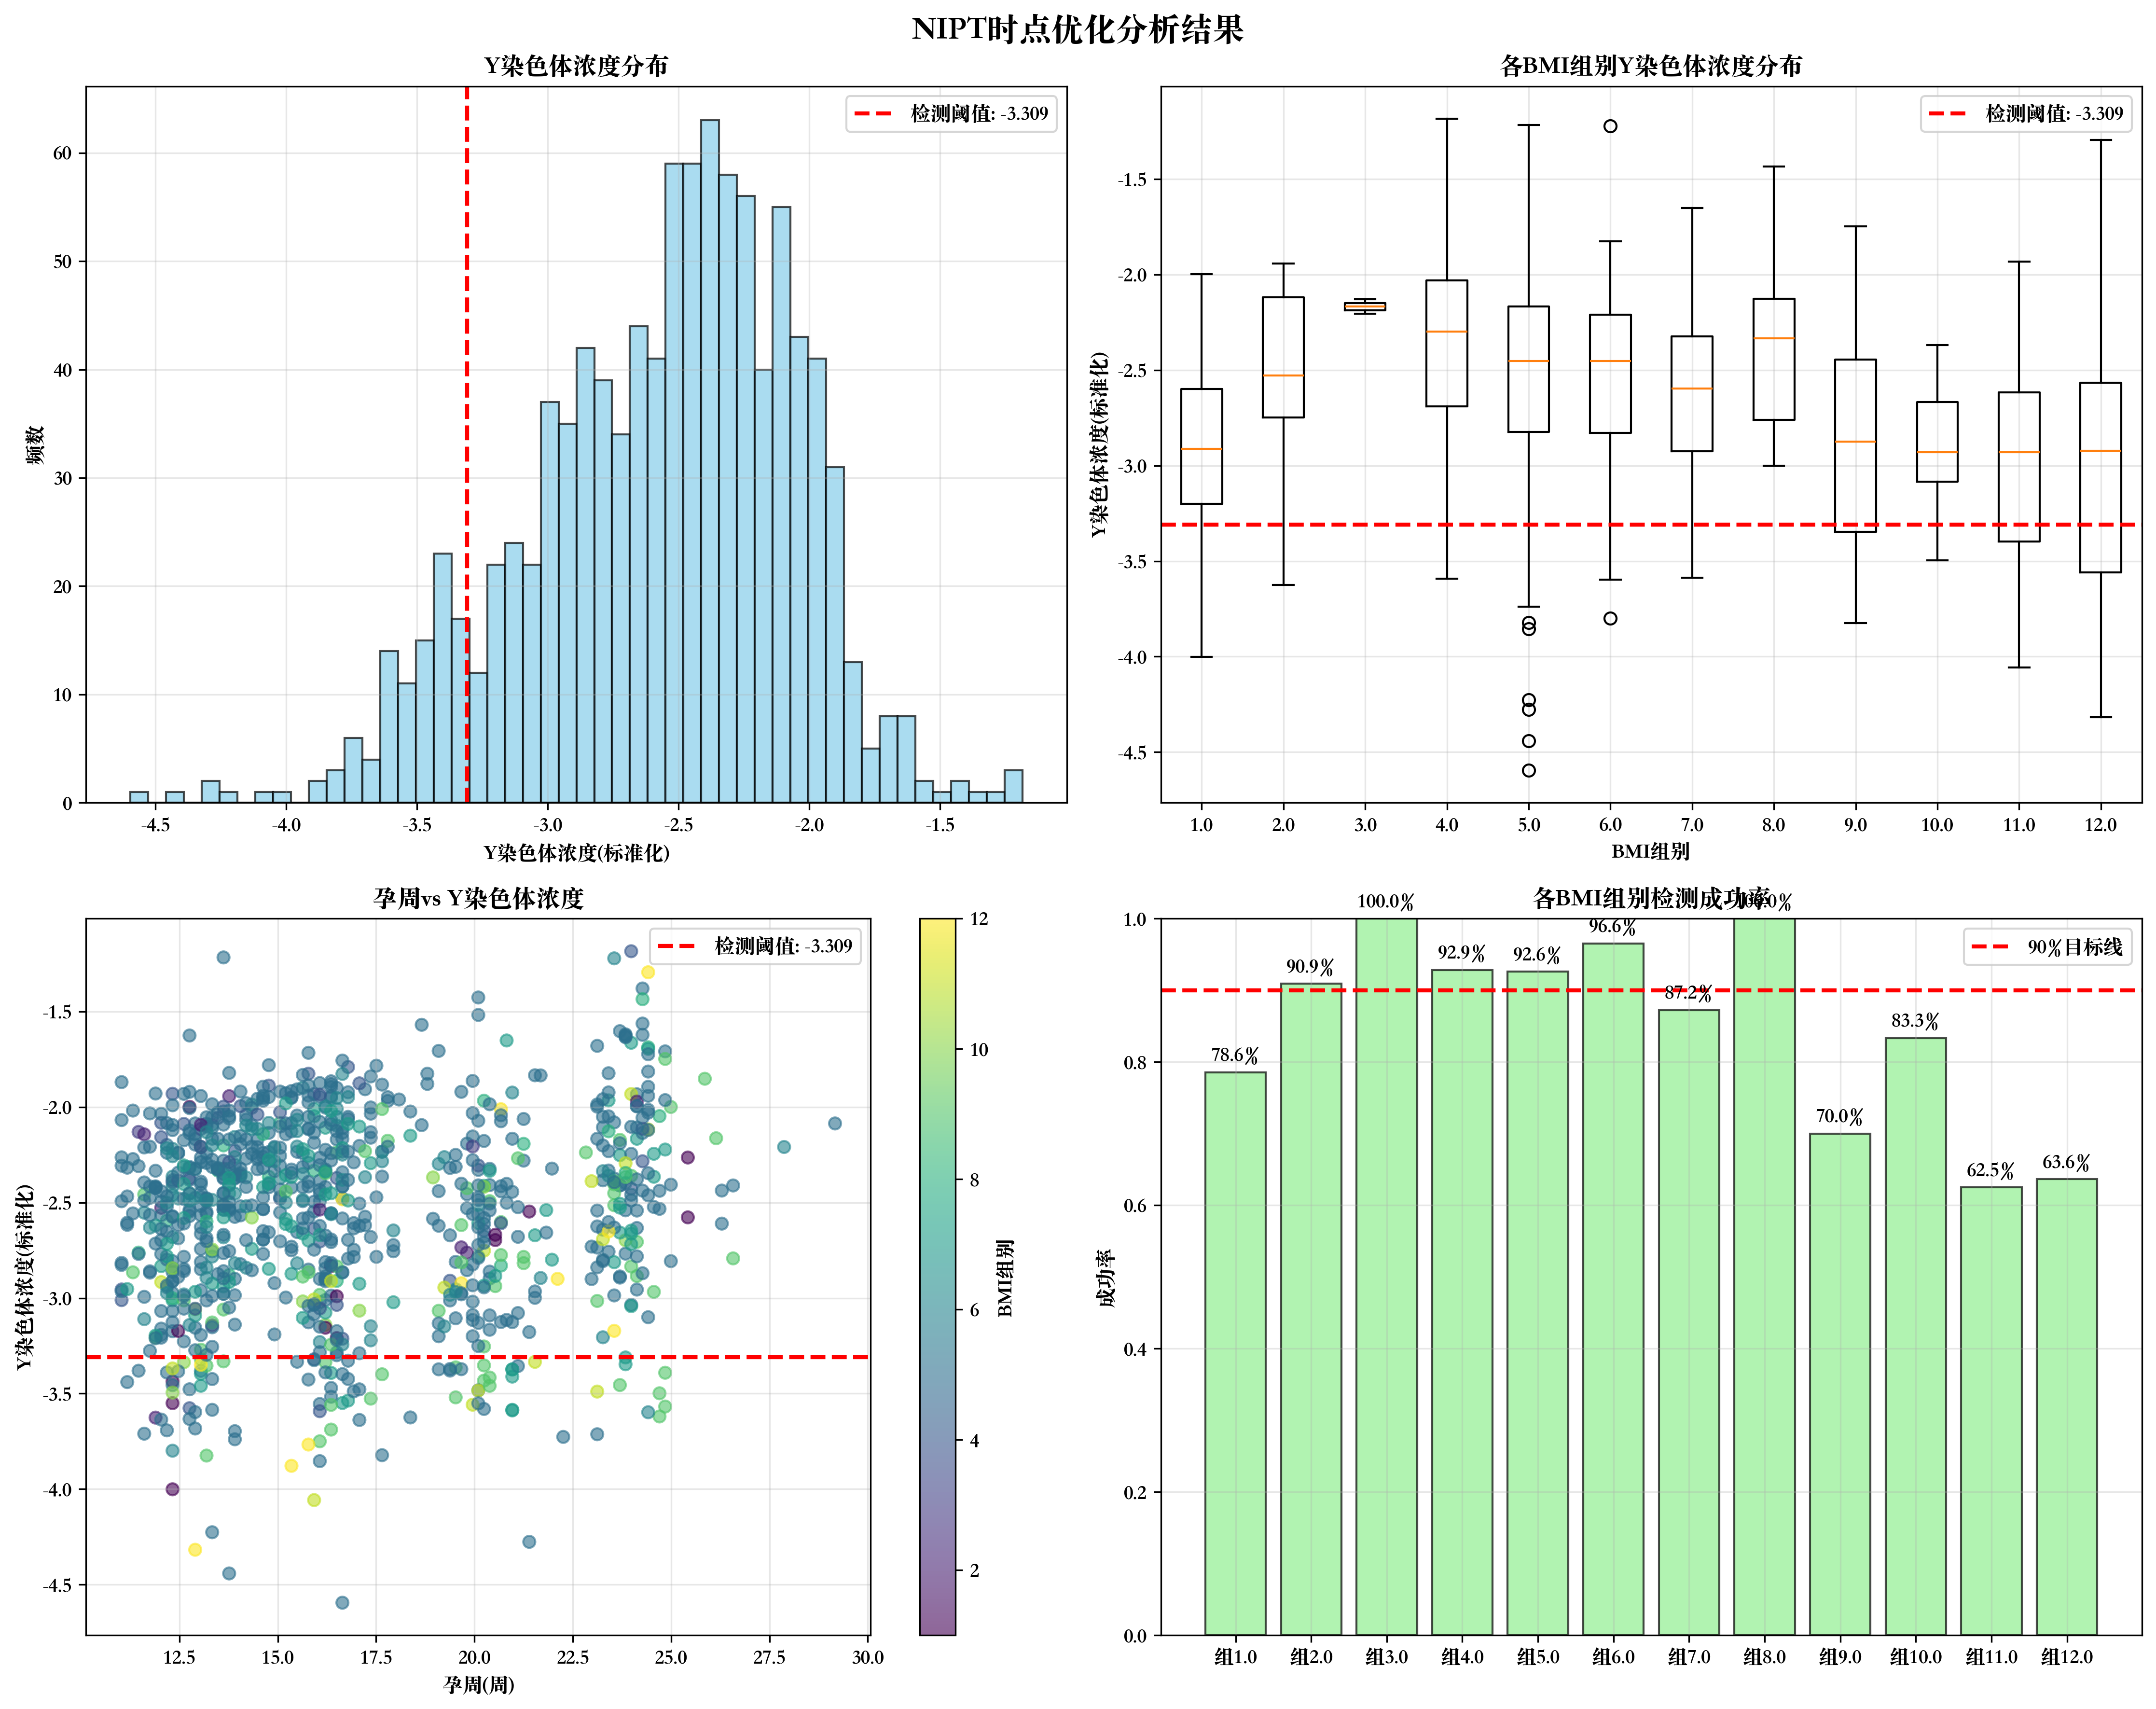 NIPT时点优化分析结果
Y染色体浓度分布
检测阈值: -3.309
频数
60
50
40
30
20
10
0
-4.5 -4.0 -3.5 -3.0 -2.5 -2.0 -1.5
Y染色体浓度(标准化)
各BMI组别Y染色体浓度分布
检测阈值: -3.309
Y染色体浓度(标准化)
-1.5
-2.0
-2.5
-3.0
-3.5
-4.0
-4.5
1.0 2.0 3.0 4.0 5.0 6.0 7.0 8.0 9.0 10.0 11.0 12.0
BMI组别
孕周vs Y染色体浓度
检测阈值: -3.309
Y染色体浓度(标准化)
-1.5
-2.0
-2.5
-3.0
-3.5
-4.0
-4.5
12.5 15.0 17.5 20.0 22.5 25.0 27.5 30.0
孕周(周)
12
10
8
6
4
2
BMI组别
各BMI组别检测成功率
90%目标线
成功率
1.0
0.8
0.6
0.4
0.2
0.0
78.6% 90.9% 100.0% 92.9% 92.6% 96.6% 87.2% 100.0% 70.0% 83.3% 62.5% 63.6%
组1.0 组2.0 组3.0 组4.0 组5.0 组6.0 组7.0 组8.0 组9.0 组10.0 组11.0 组12.0